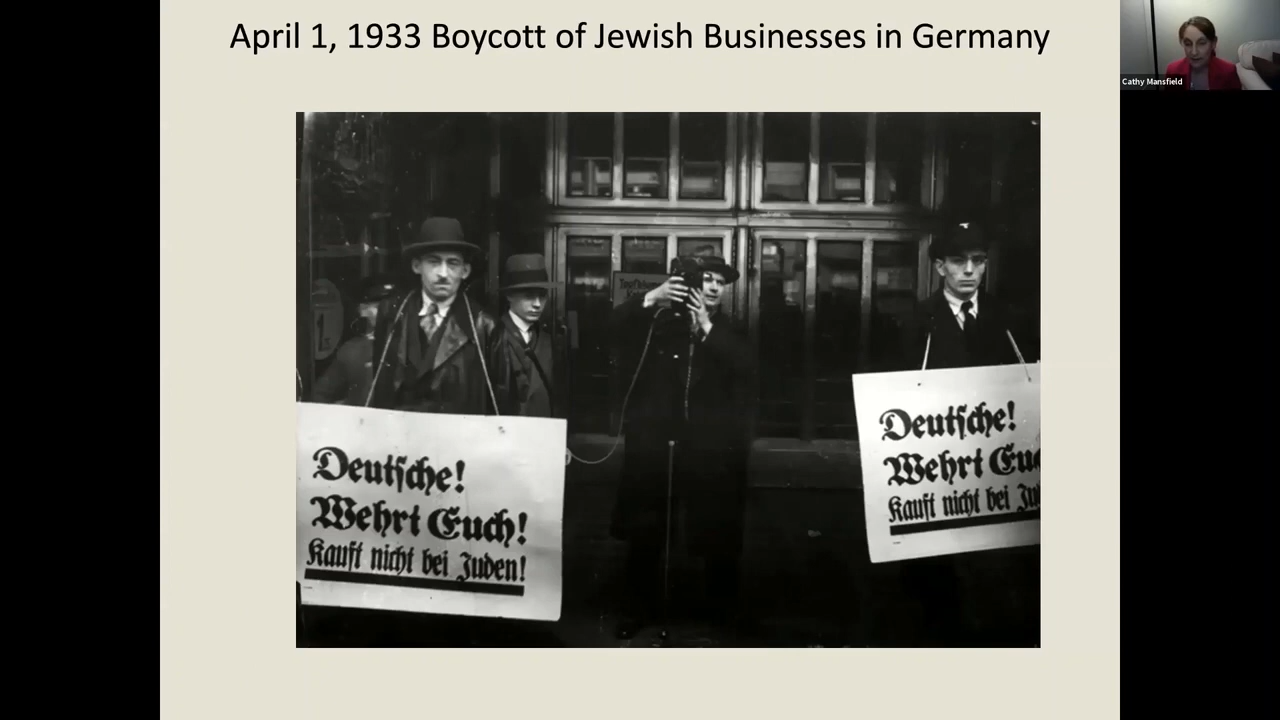 April 1, 1933 Boycott of Jewish Businesses in Germany
Cathy Mansfield
Deutsche!
Wehrt Euch!
Kauft nicht bei Juden!
Deutsche!
Wehrt Euc
Kauft nicht bei Ju